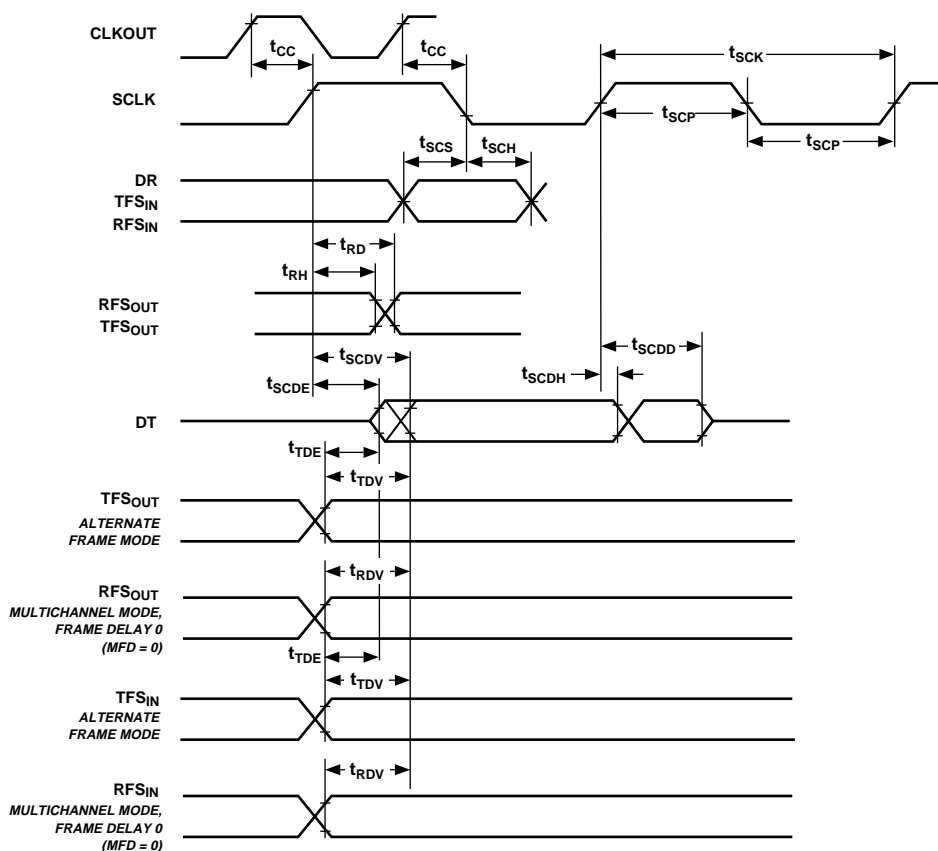 CLKOUT
tCC
tCC
tSCK
SCLK
tSCP
tSCP
tSCS
tSCH
DR
TFSIN
RFSIN
tRD
tRH
RFSOUT
TFSOUT
tSCDV
tSCDD
tSCDE
tSCDH
DT
tTDE
tTDV
TFSOUT
ALTERNATE
FRAME MODE
tRDV
RFSOUT
MULTICHANNEL MODE,
FRAME DELAY 0
(MFD = 0)
tTDE
tTDV
TFSIN
ALTERNATE
FRAME MODE
tRDV
RFSIN
MULTICHANNEL MODE,
FRAME DELAY 0
(MFD = 0)